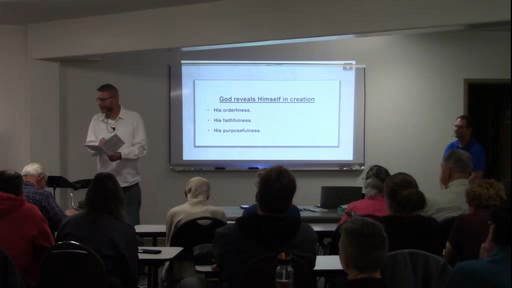 God reveals Himself in creation
• His orderliness.
• His faithfulness.
• His purposefulness.